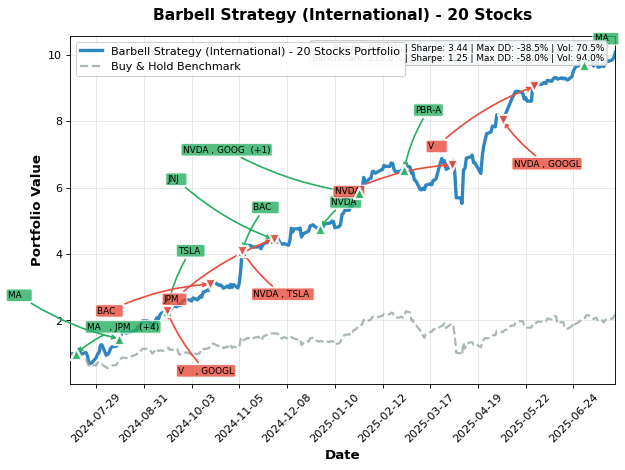 Barbell Strategy (International) - 20 Stocks
MA
Barbell Strategy (International) - 20 Stocks Portfolio
Buy & Hold Benchmark
| Sharpe: 3.44 | Max DD: -38.5% | Vol: 70.5%
| Sharpe: 1.25 | Max DD: -58.0% | Vol: 94.0%
PBR-A
V
NVDA , GOOG (+1)
NVDA , GOOGL
JNJ
NVDA
NVDA
BAC
TSLA
MA
JPM
NVDA , TSLA
BAC
MA , JPM (+4)
V , GOOGL
Portfolio Value
10
8
6
4
2
2024-07-29
2024-08-31
2024-10-03
2024-11-05
2024-12-08
2025-01-10
2025-02-12
2025-03-17
2025-04-19
2025-05-22
2025-06-24
Date